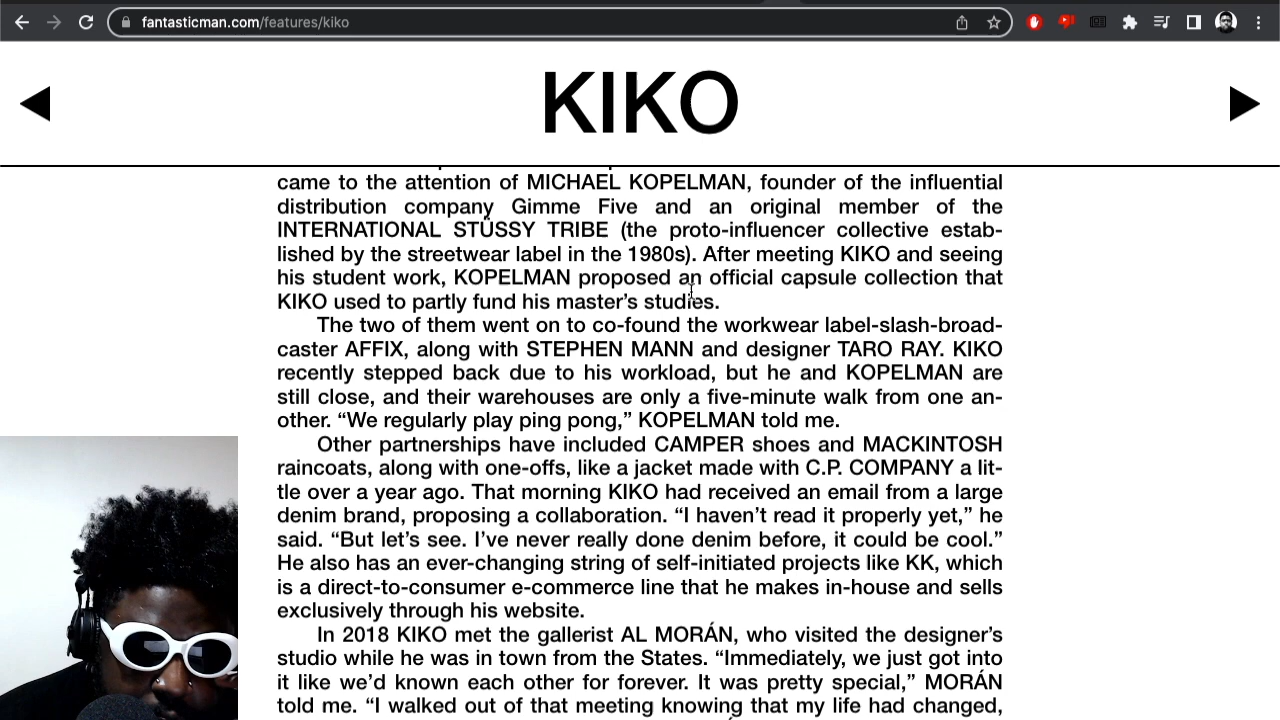 fantasticman.com/features/kiko
KIKO
came to the attention of MICHAEL KOPELMAN, founder of the influential
distribution company Gimme Five and an original member of the
INTERNATIONAL STÜSSY TRIBE (the proto-influencer collective estab-
lished by the streetwear label in the 1980s). After meeting KIKO and seeing
his student work, KOPELMAN proposed an official capsule collection that
KIKO used to partly fund his master’s studies.
The two of them went on to co-found the workwear label-slash-broad-
caster AFFIX, along with STEPHEN MANN and designer TARO RAY. KIKO
recently stepped back due to his workload, but he and KOPELMAN are
still close, and their warehouses are only a five-minute walk from one an-
other. “We regularly play ping pong,” KOPELMAN told me.
Other partnerships have included CAMPER shoes and MACKINTOSH
raincoats, along with one-offs, like a jacket made with C.P. COMPANY a lit-
tle over a year ago. That morning KIKO had received an email from a large
denim brand, proposing a collaboration. “I haven’t read it properly yet,” he
said. “But let’s see. I’ve never really done denim before, it could be cool.”
He also has an ever-changing string of self-initiated projects like KK, which
is a direct-to-consumer e-commerce line that he makes in-house and sells
exclusively through his website.
In 2018 KIKO met the gallerist AL MORÁN, who visited the designer’s
studio while he was in town from the States. “Immediately, we just got into
it like we’d known each other for forever. It was pretty special,” MORÁN
told me. “I walked out of that meeting knowing that my life had changed,